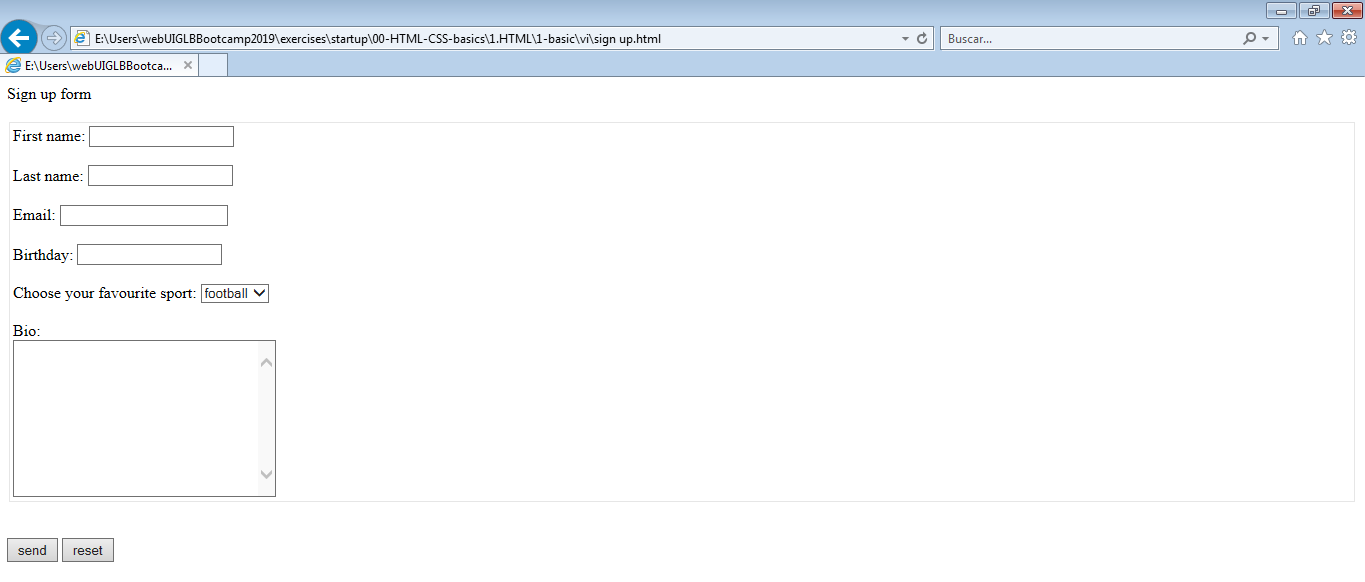 E:\Users\webUIGLBBootcamp2019\exercises\startup\00-HTML-CSS-basics\1.HTML\1-basic\vi\sign up.html
Buscar...
E:\Users\webUIGLBBootca...
Sign up form
First name:
Last name:
Email:
Birthday:
Choose your favourite sport: football
Bio:
send reset